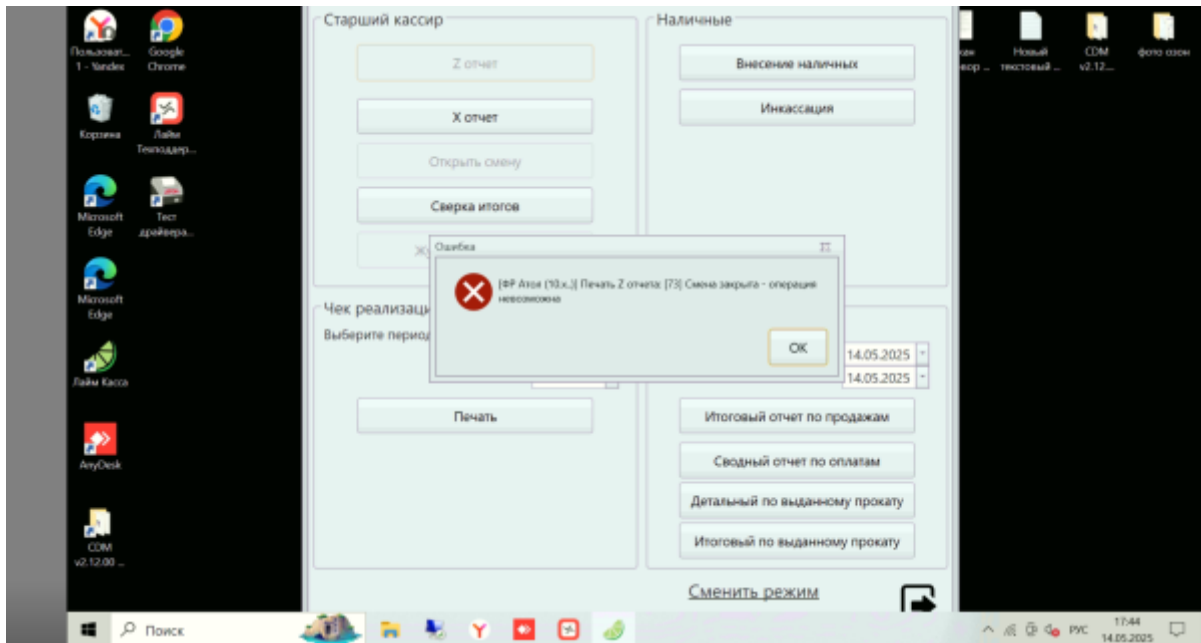 Пользоват...
1 - Yandex
Google
Chrome
Корзина
Лайм
Техподдер...
Microsoft
Edge
Тест
драйвера...
Microsoft
Edge
Лайм Касса
AnyDesk
CDM
v2.12.00 ...
Старший кассир
Z отчет
X отчет
Открыть смену
Сверка итогов
Наличные
Внесение наличных
Инкассация
Новый
текстовый ...
CDM
v2.12...
фото озон
Ошибка
[ФР Атол (10.x.)] Печать Z отчета: [73] Смена закрыта - операция
невозможна
ОК
Чек реализаци
Выберите период
Печать
14.05.2025
14.05.2025
Итоговый отчет по продажам
Сводный отчет по оплатам
Детальный по выданному прокату
Итоговый по выданному прокату
Сменить режим
Поиск
РУС
17:44
14.05.2025